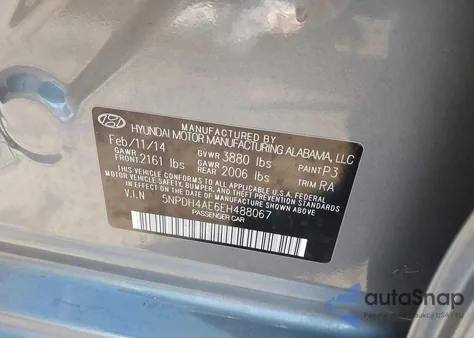 MANUFACTURED BY
HYUNDAI MOTOR MANUFACTURING ALABAMA, LLC
Feb/11/14 GVWR 3880 lbs PAINT P3
GAWR FRONT 2161 lbs GAWR REAR 2006 lbs TRIM RA
THIS VEHICLE CONFORMS TO ALL APPLICABLE U.S.A FEDERAL
MOTOR VEHICLE SAFETY, BUMPER, AND THEFT PREVENTION
STANDARDS IN EFFECT ON THE DATE OF MANUFACTURE SHOWN ABOVE.
V.I.N 5NPDH4AE6EH488067
PASSENGER CAR
autoSnap